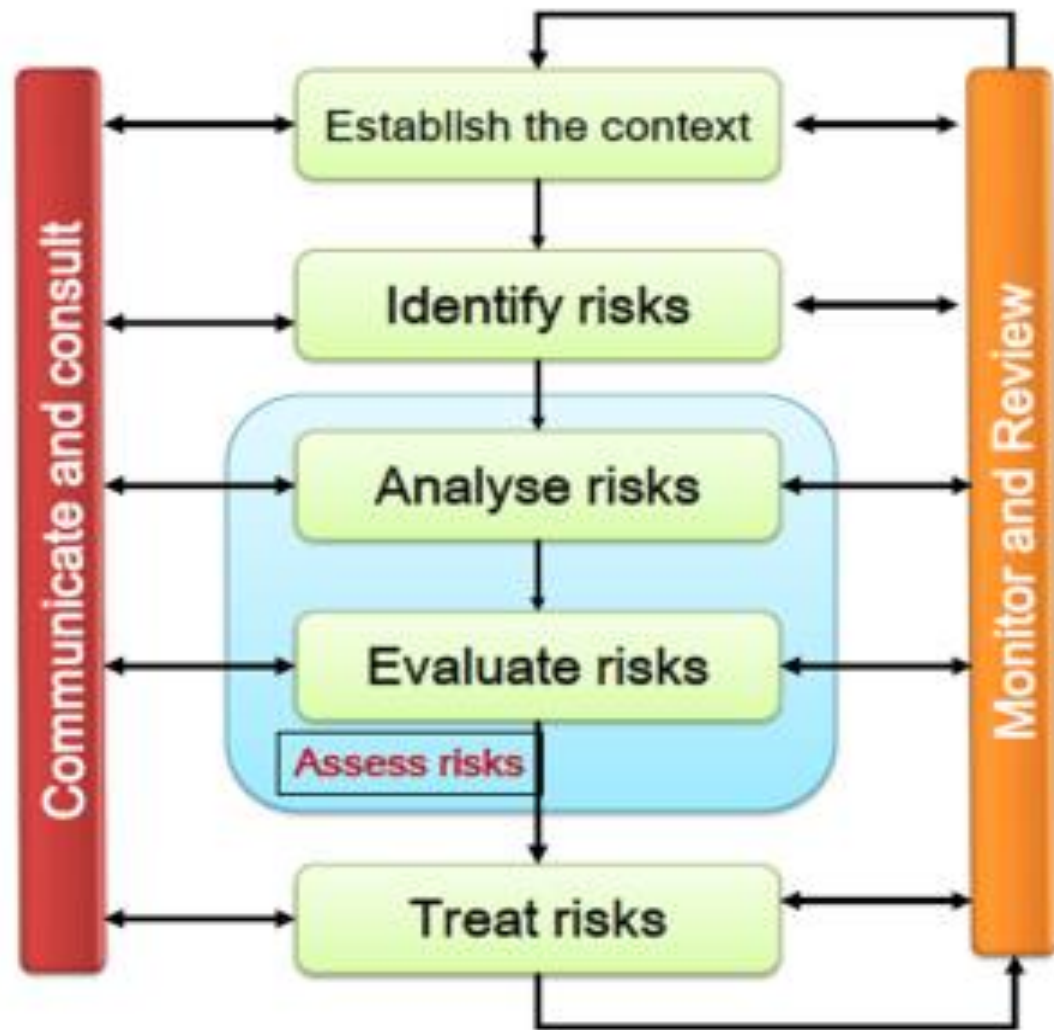 Communicate and consult
Establish the context
Identify risks
Analyse risks
Evaluate risks
Assess risks
Treat risks
Monitor and Review